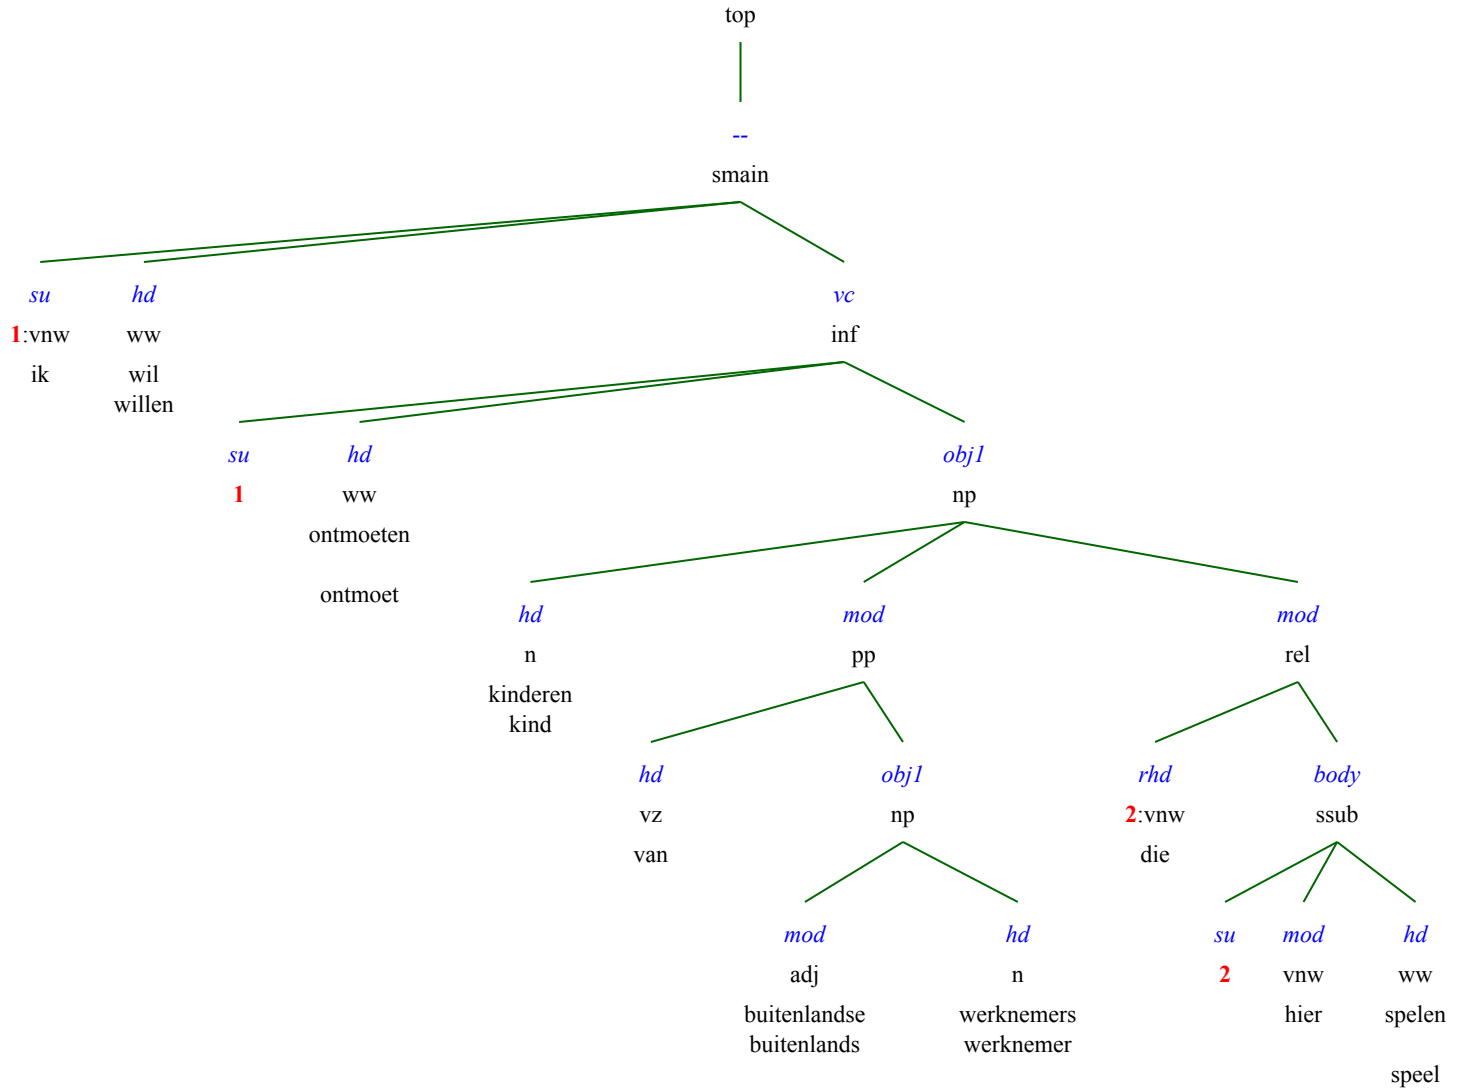 top
--
smain
su hd vc
1:vnw ww inf
ik wil
willen
su hd obj1
1 ww np
ontmoeten
ontmoet
hd mod mod
n pp rel
kinderen
kind
hd obj1 rhd body
vz np 2:vnw ssub
van die
mod hd su mod hd
adj n 2 vnw ww
buitenlandse werknemers hier spelen
buitenlands werknemer
speel